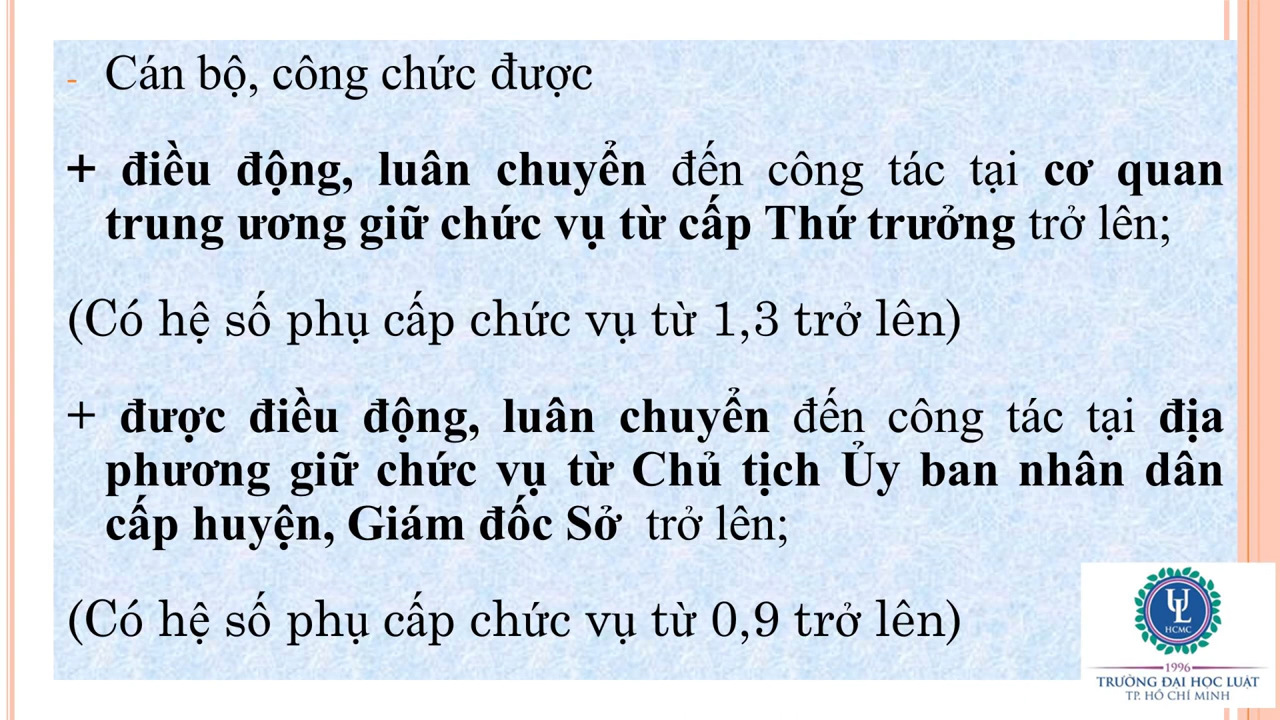 - Cán bộ, công chức được
+ điều động, luân chuyển đến công tác tại cơ quan
trung ương giữ chức vụ từ cấp Thứ trưởng trở lên;
(Có hệ số phụ cấp chức vụ từ 1,3 trở lên)
+ được điều động, luân chuyển đến công tác tại địa
phương giữ chức vụ từ Chủ tịch Ủy ban nhân dân
cấp huyện, Giám đốc Sở trở lên;
(Có hệ số phụ cấp chức vụ từ 0,9 trở lên)
UL
HCMC
1996
TRƯỜNG ĐẠI HỌC LUẬT
TP. HỒ CHÍ MINH